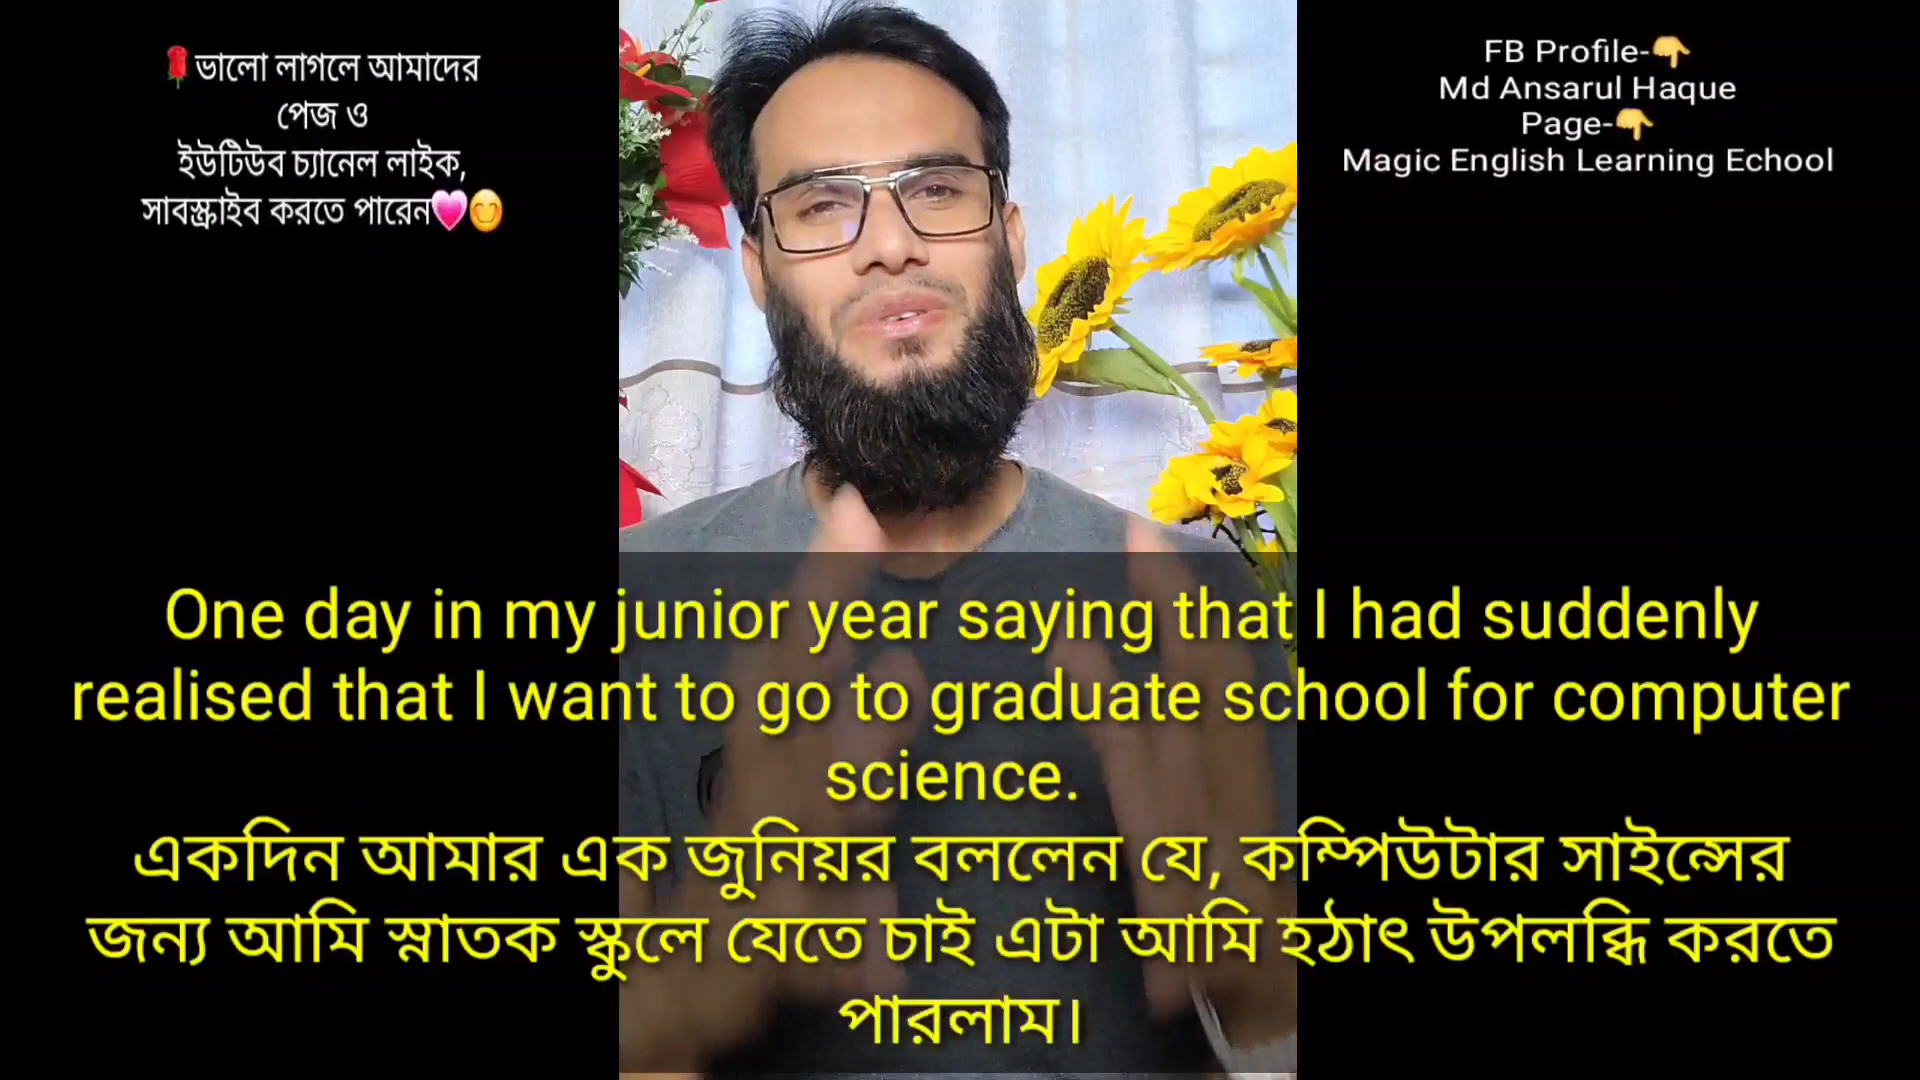 🌹ভালো লাগলে আমাদের
পেজ ও
ইউটিউব চ্যানেল লাইক,
সাবস্ক্রাইব করতে পারেন💗😊
FB Profile-👇
Md Ansarul Haque
Page-👇
Magic English Learning Echool
One day in my junior year saying that I had suddenly
realised that I want to go to graduate school for computer
science.
একদিন আমার এক জুনিয়র বললেন যে, কম্পিউটার সাইন্সের
জন্য আমি স্নাতক স্কুলে যেতে চাই এটা আমি হঠাৎ উপলব্ধি করতে
পারলাম।